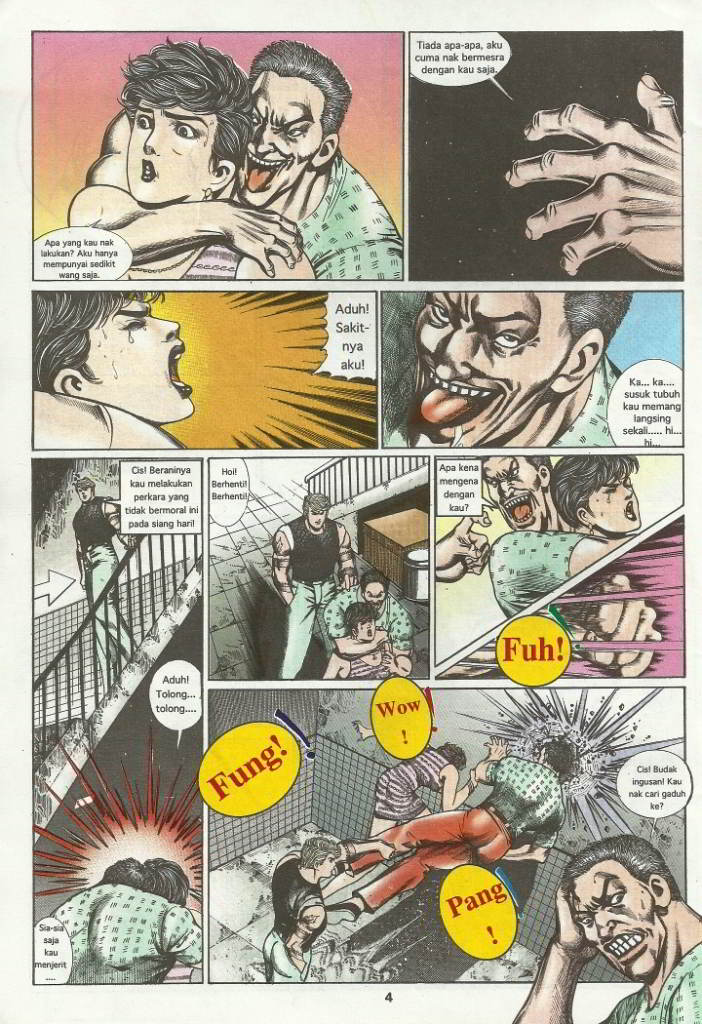 Apa yang kau nak
lakukan? Aku hanya
mempunyai sedikit
wang saja.
Tiada apa-apa, aku
cuma nak bermesra
dengan kau saja.
Aduh!
Sakit-
nya
aku!
Ka... ka....
susuk tubuh
kau memang
langsing
sekali..... hi...
hi...
Cis! Beraninya
kau melakukan
perkara yang
tidak bermoral ini
pada siang hari!
Aduh!
Tolong...
tolong....
Sia-sia
saja
kau
menjerit
....
Hoi!
Berhenti!
Berhenti!
Apa kena
mengena
dengan
kau?
Fuh!
Fung!
Wow
!
Pang
!
Cis! Budak
ingusan! Kau
nak cari gaduh
ke?
4